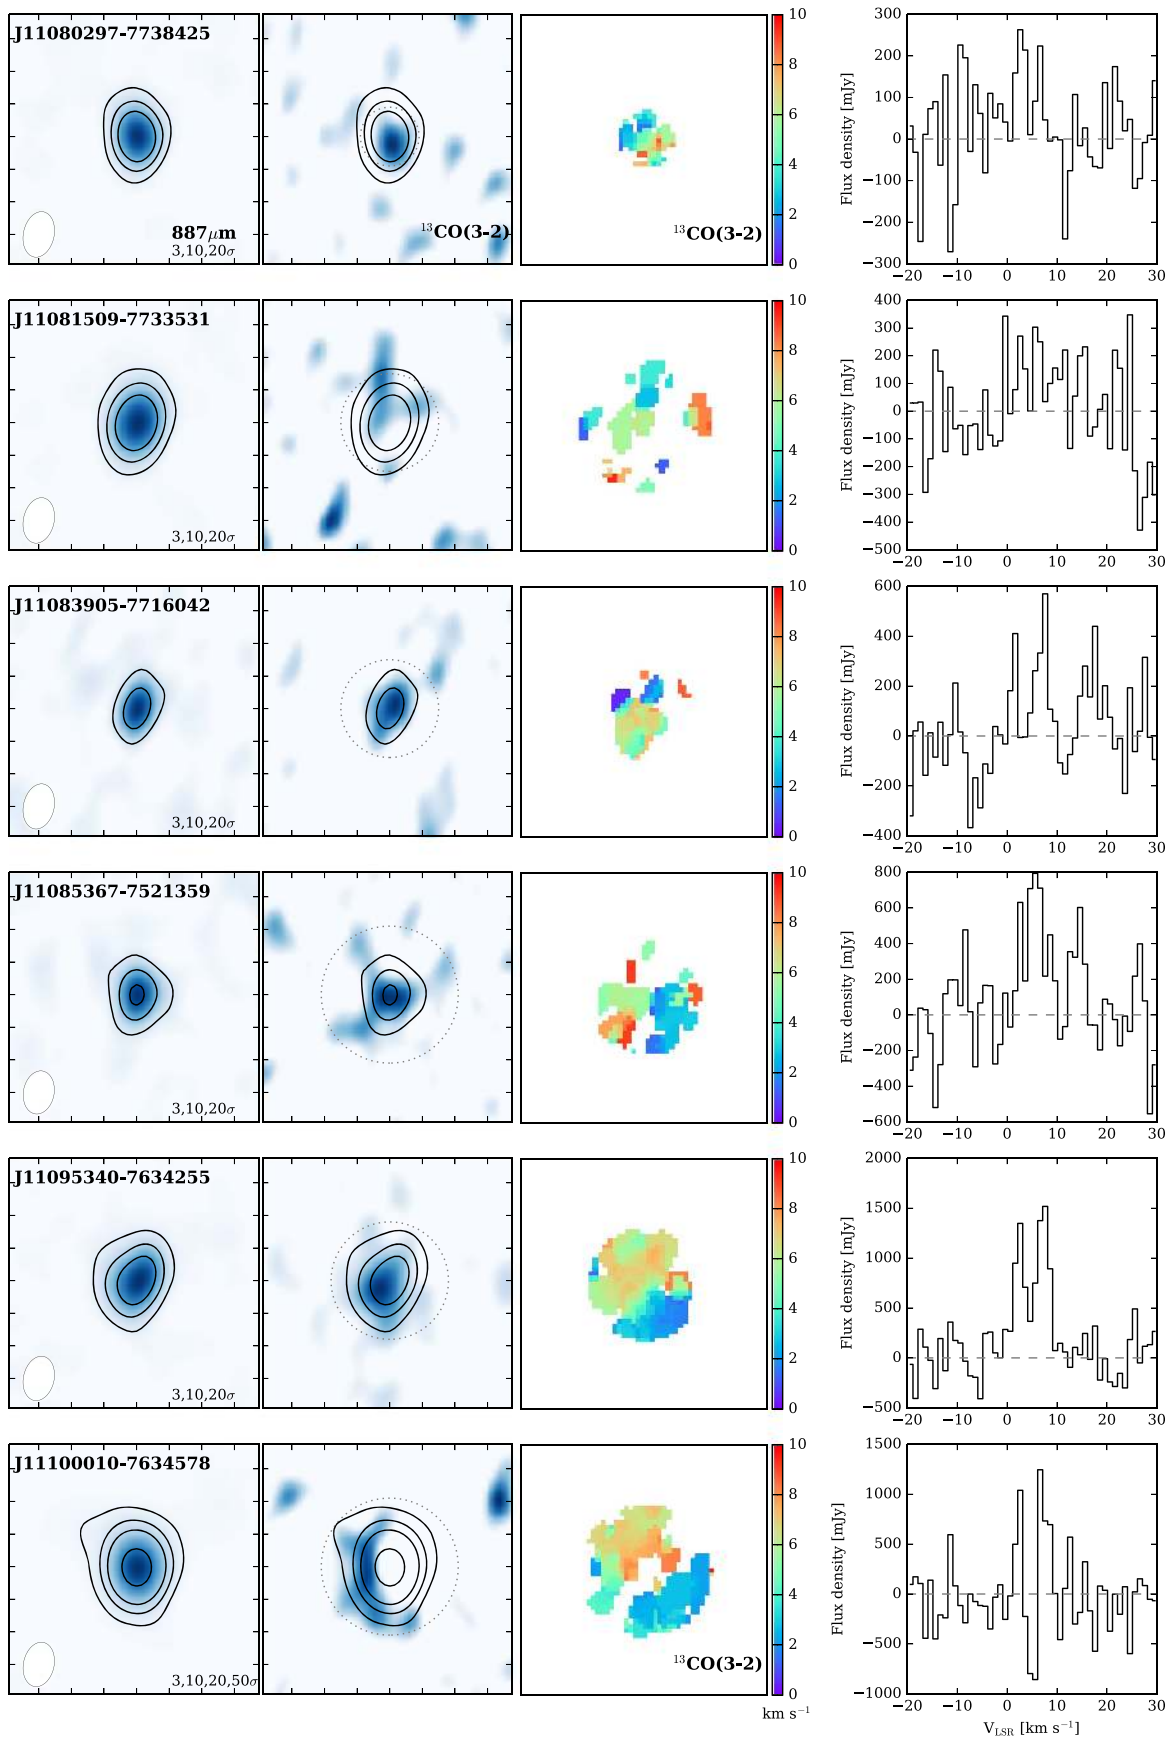 J11080297-7738425
887μm
3,10,20σ
¹³CO(3-2)
¹³CO(3-2)
10
8
6
4
2
0
Flux density [mJy]
300
200
100
0
−100
−200
−300
−20 −10 0 10 20 30
J11081509-7733531
3,10,20σ
10
8
6
4
2
0
Flux density [mJy]
400
300
200
100
0
−100
−200
−300
−400
−500
−20 −10 0 10 20 30
J11083905-7716042
3,10,20σ
10
8
6
4
2
0
Flux density [mJy]
600
400
200
0
−200
−400
−20 −10 0 10 20 30
J11085367-7521359
3,10,20σ
10
8
6
4
2
0
Flux density [mJy]
800
600
400
200
0
−200
−400
−600
−20 −10 0 10 20 30
J11095340-7634255
3,10,20σ
10
8
6
4
2
0
Flux density [mJy]
2000
1500
1000
500
0
−500
−20 −10 0 10 20 30
J11100010-7634578
3,10,20,50σ
¹³CO(3-2)
10
8
6
4
2
0
km s⁻¹
Flux density [mJy]
1500
1000
500
0
−500
−1000
−20 −10 0 10 20 30
V_LSR [km s⁻¹]